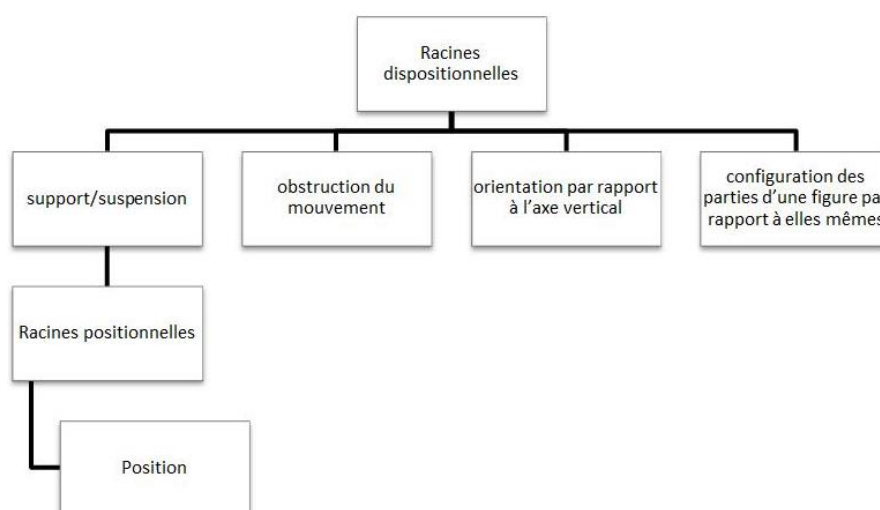 Racines
dispositionnelles
support/suspension
obstruction du
mouvement
orientation par rapport
à l'axe vertical
configuration des
parties d'une figure pa
rapport à elles mêmes
Racines positionnelles
Position